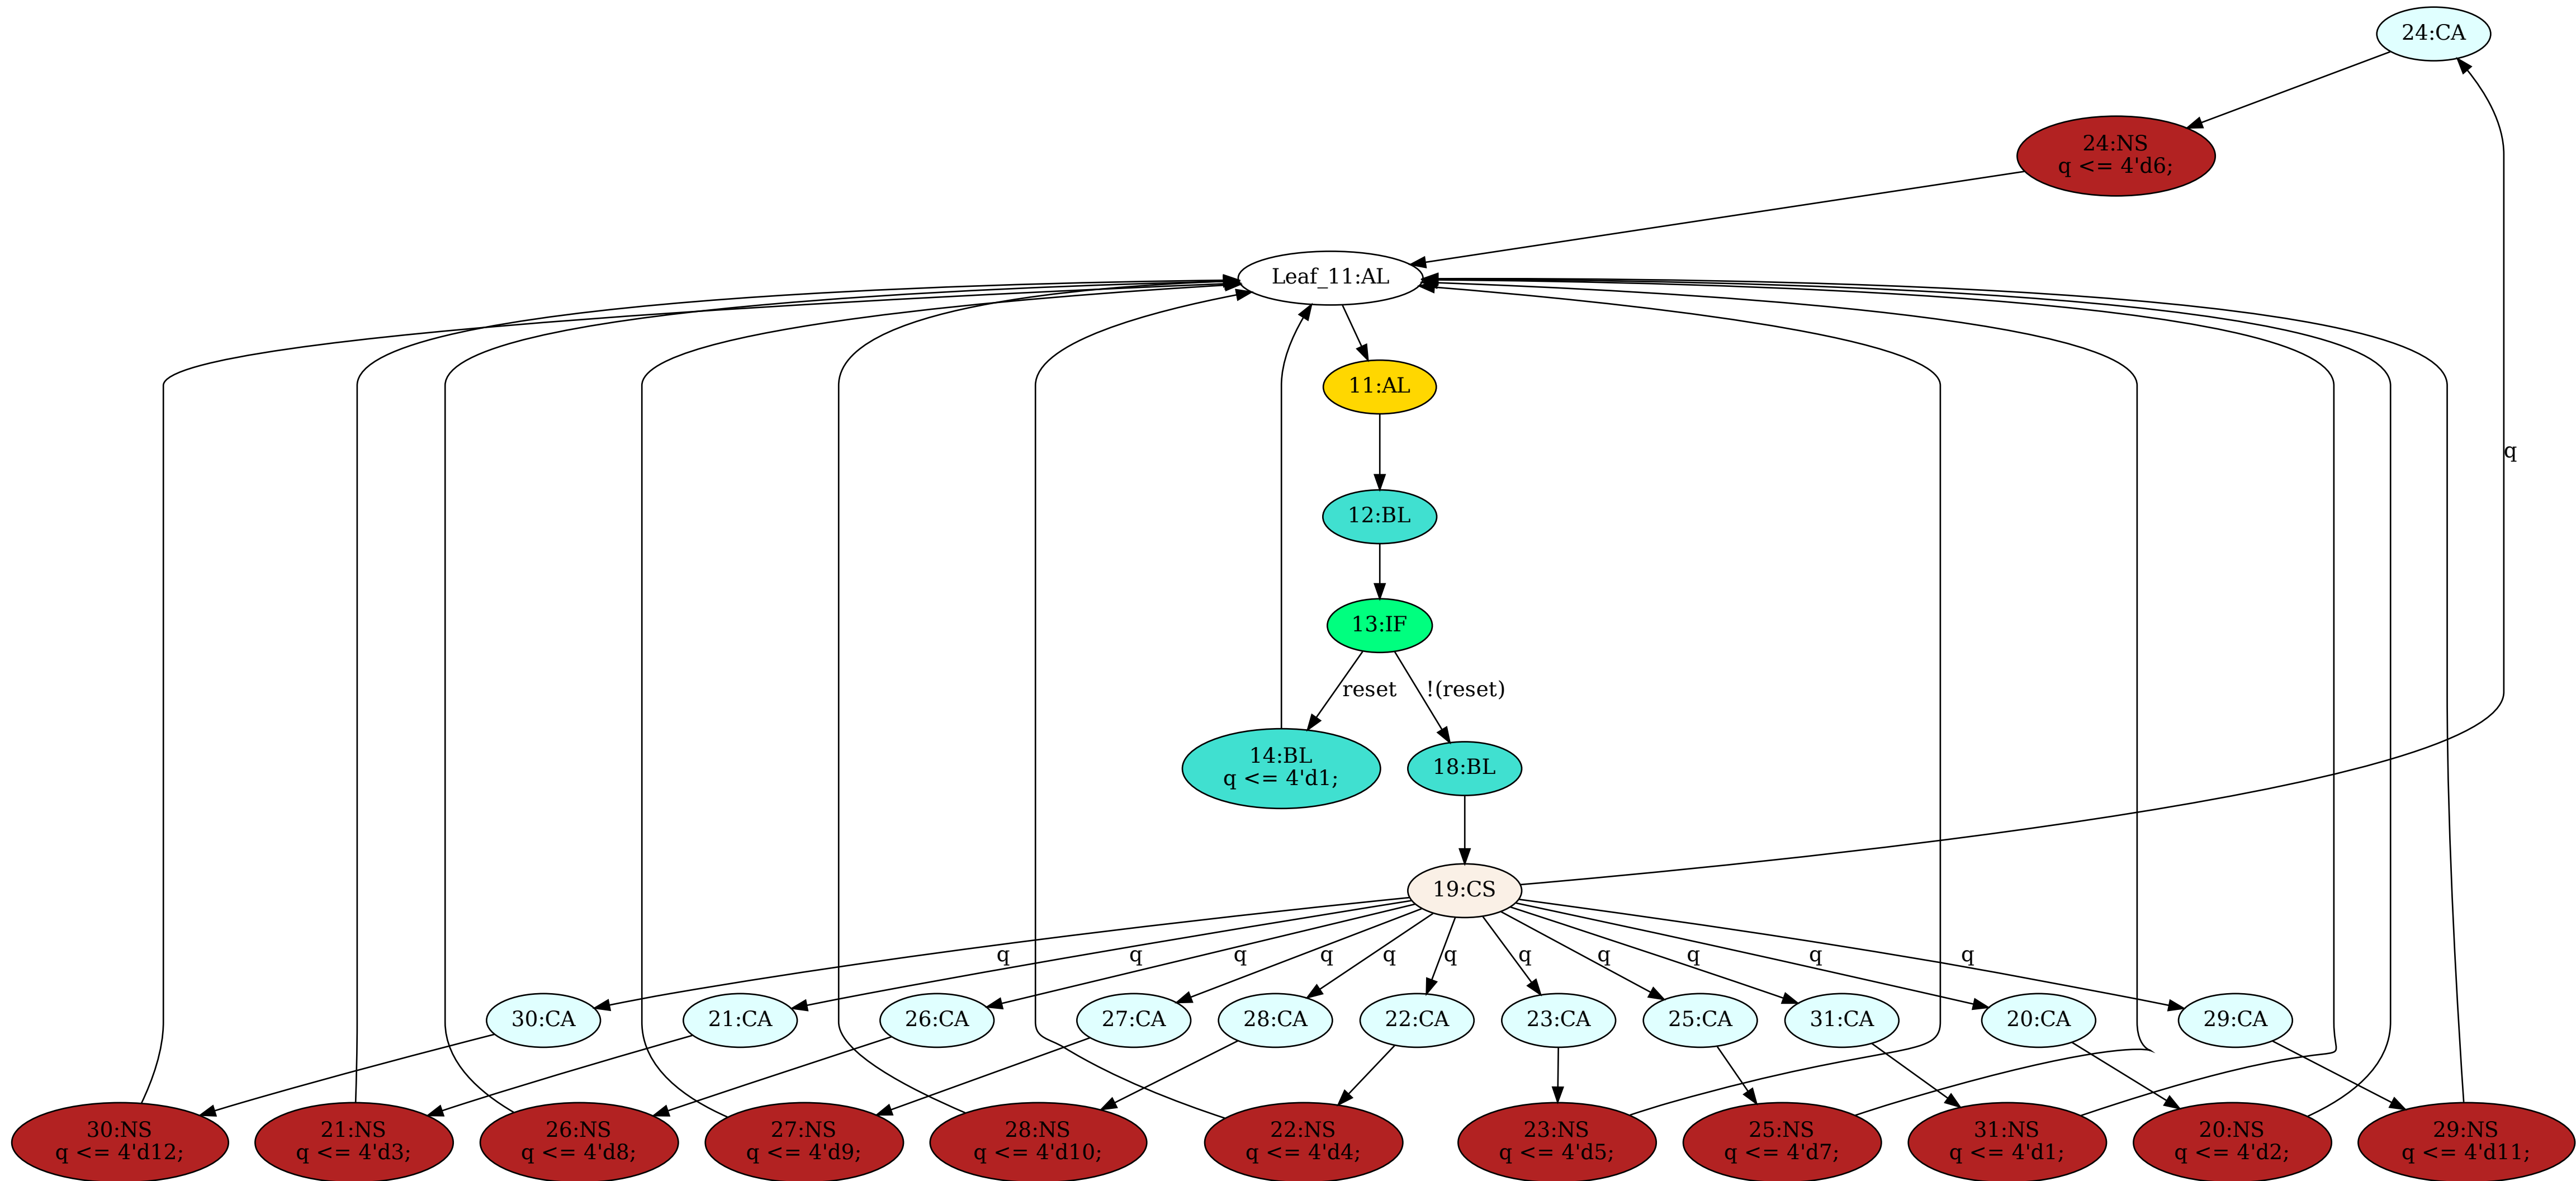 24:CA
24:NS
q <= 4'd6;
Leaf_11:AL
11:AL
q
12:BL
13:IF
reset
!(reset)
14:BL
q <= 4'd1;
18:BL
19:CS
q
q
q
q
q
q
q
q
q
q
q
30:CA
21:CA
26:CA
27:CA
28:CA
22:CA
23:CA
25:CA
31:CA
20:CA
29:CA
30:NS
q <= 4'd12;
21:NS
q <= 4'd3;
26:NS
q <= 4'd8;
27:NS
q <= 4'd9;
28:NS
q <= 4'd10;
22:NS
q <= 4'd4;
23:NS
q <= 4'd5;
25:NS
q <= 4'd7;
31:NS
q <= 4'd1;
20:NS
q <= 4'd2;
29:NS
q <= 4'd11;